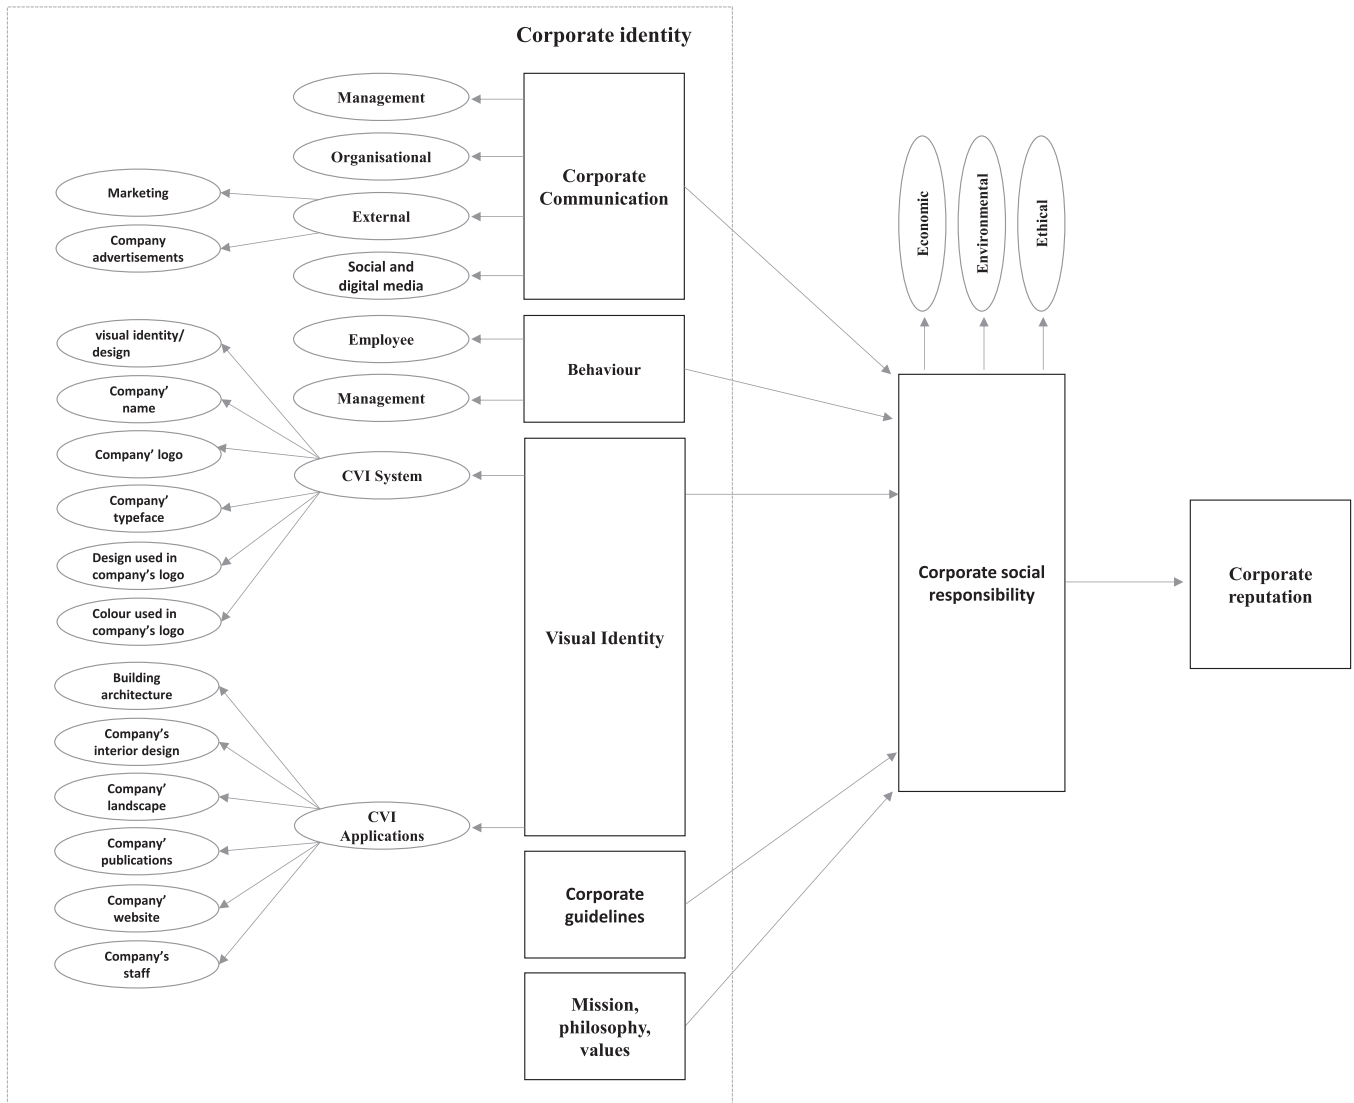 Corporate identity
Management
Organisational
External
Social and
digital media
Marketing
Company
advertisements
Corporate
Communication
Employee
Management
Behaviour
visual identity/
design
Company’
name
Company’ logo
Company’
typeface
Design used in
company’s logo
Colour used in
company’s logo
CVI System
Building
architecture
Company’s
interior design
Company’
landscape
Company’
publications
Company’
website
Company’s
staff
CVI
Applications
Visual Identity
Corporate
guidelines
Mission,
philosophy,
values
Economic
Environmental
Ethical
Corporate social
responsibility
Corporate
reputation